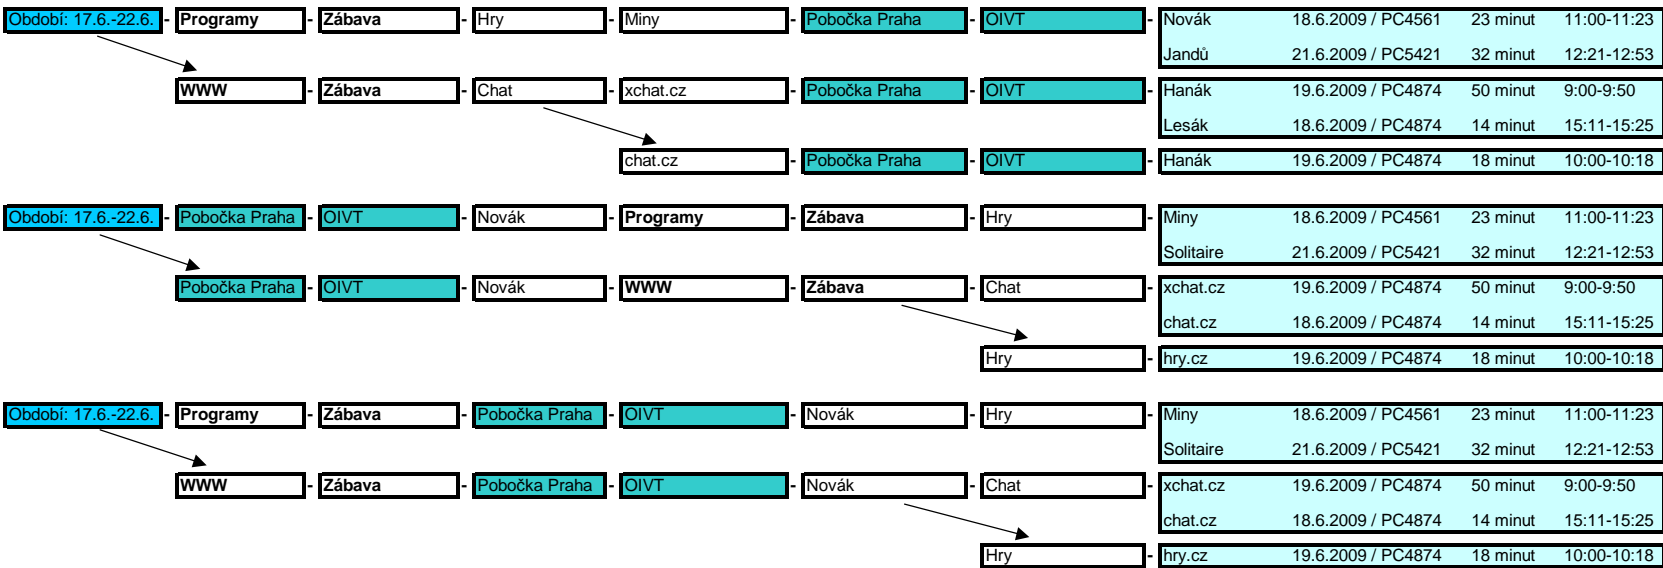 Období: 17.6.-22.6. - Programy - Zábava - Hry - Miny - Pobočka Praha - OIVT - Novák 18.6.2009 / PC4561 23 minut 11:00-11:23
Jandů 21.6.2009 / PC5421 32 minut 12:21-12:53
WWW - Zábava - Chat - xchat.cz - Pobočka Praha - OIVT - Hanák 19.6.2009 / PC4874 50 minut 9:00-9:50
Lesák 18.6.2009 / PC4874 14 minut 15:11-15:25
chat.cz - Pobočka Praha - OIVT - Hanák 19.6.2009 / PC4874 18 minut 10:00-10:18
Období: 17.6.-22.6. - Pobočka Praha - OIVT - Novák - Programy - Zábava - Hry - Miny 18.6.2009 / PC4561 23 minut 11:00-11:23
Solitaire 21.6.2009 / PC5421 32 minut 12:21-12:53
Pobočka Praha - OIVT - Novák - WWW - Zábava - Chat - xchat.cz 19.6.2009 / PC4874 50 minut 9:00-9:50
chat.cz 18.6.2009 / PC4874 14 minut 15:11-15:25
Hry - hry.cz 19.6.2009 / PC4874 18 minut 10:00-10:18
Období: 17.6.-22.6. - Programy - Zábava - Pobočka Praha - OIVT - Novák - Hry - Miny 18.6.2009 / PC4561 23 minut 11:00-11:23
Solitaire 21.6.2009 / PC5421 32 minut 12:21-12:53
WWW - Zábava - Pobočka Praha - OIVT - Novák - Chat - xchat.cz 19.6.2009 / PC4874 50 minut 9:00-9:50
chat.cz 18.6.2009 / PC4874 14 minut 15:11-15:25
Hry - hry.cz 19.6.2009 / PC4874 18 minut 10:00-10:18